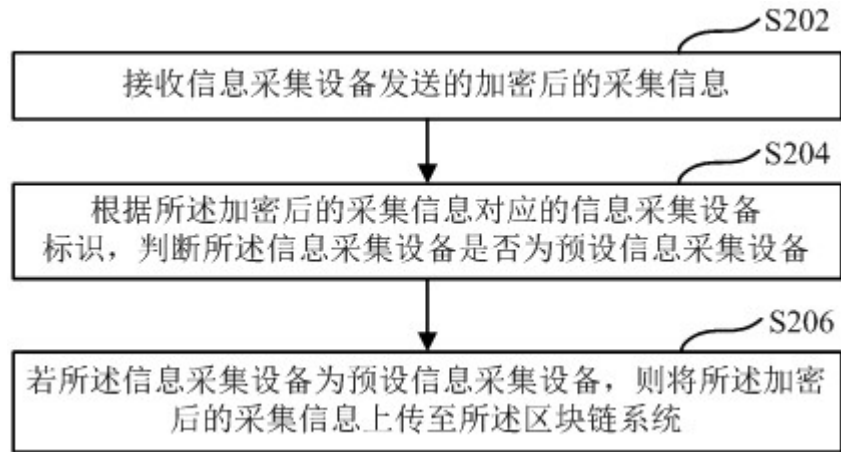 S202
接收信息采集设备发送的加密后的采集信息
S204
根据所述加密后的采集信息对应的信息采集设备
标识，判断所述信息采集设备是否为预设信息采集设备
S206
若所述信息采集设备为预设信息采集设备，则将所述加密
后的采集信息上传至所述区块链系统